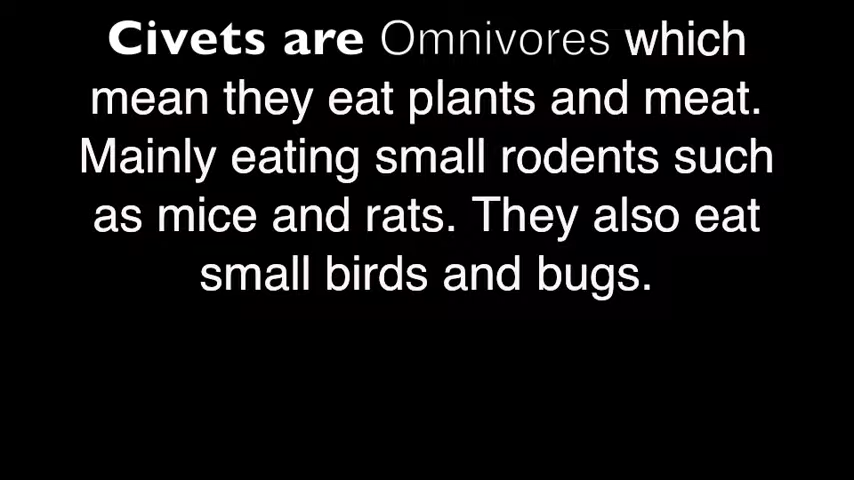 Civets are Omnivores which
mean they eat plants and meat.
Mainly eating small rodents such
as mice and rats. They also eat
small birds and bugs.